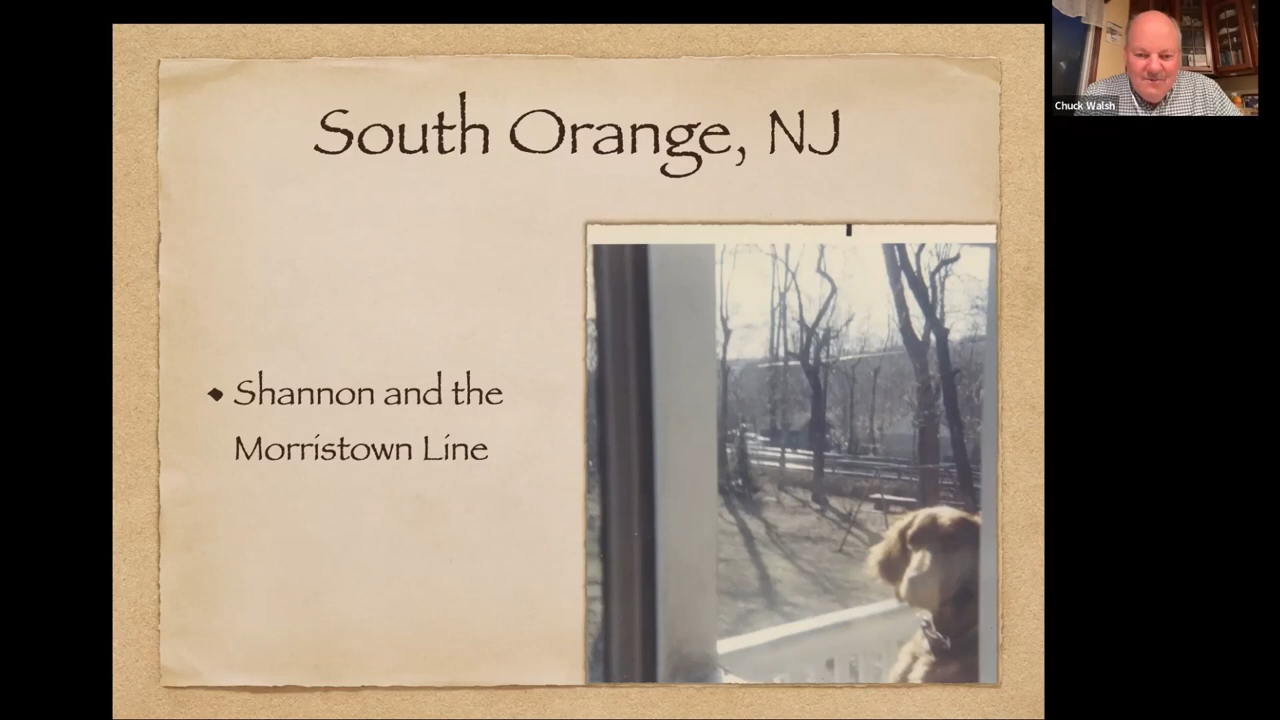 South Orange, NJ
Shannon and the
Morristown Line
Chuck Walsh